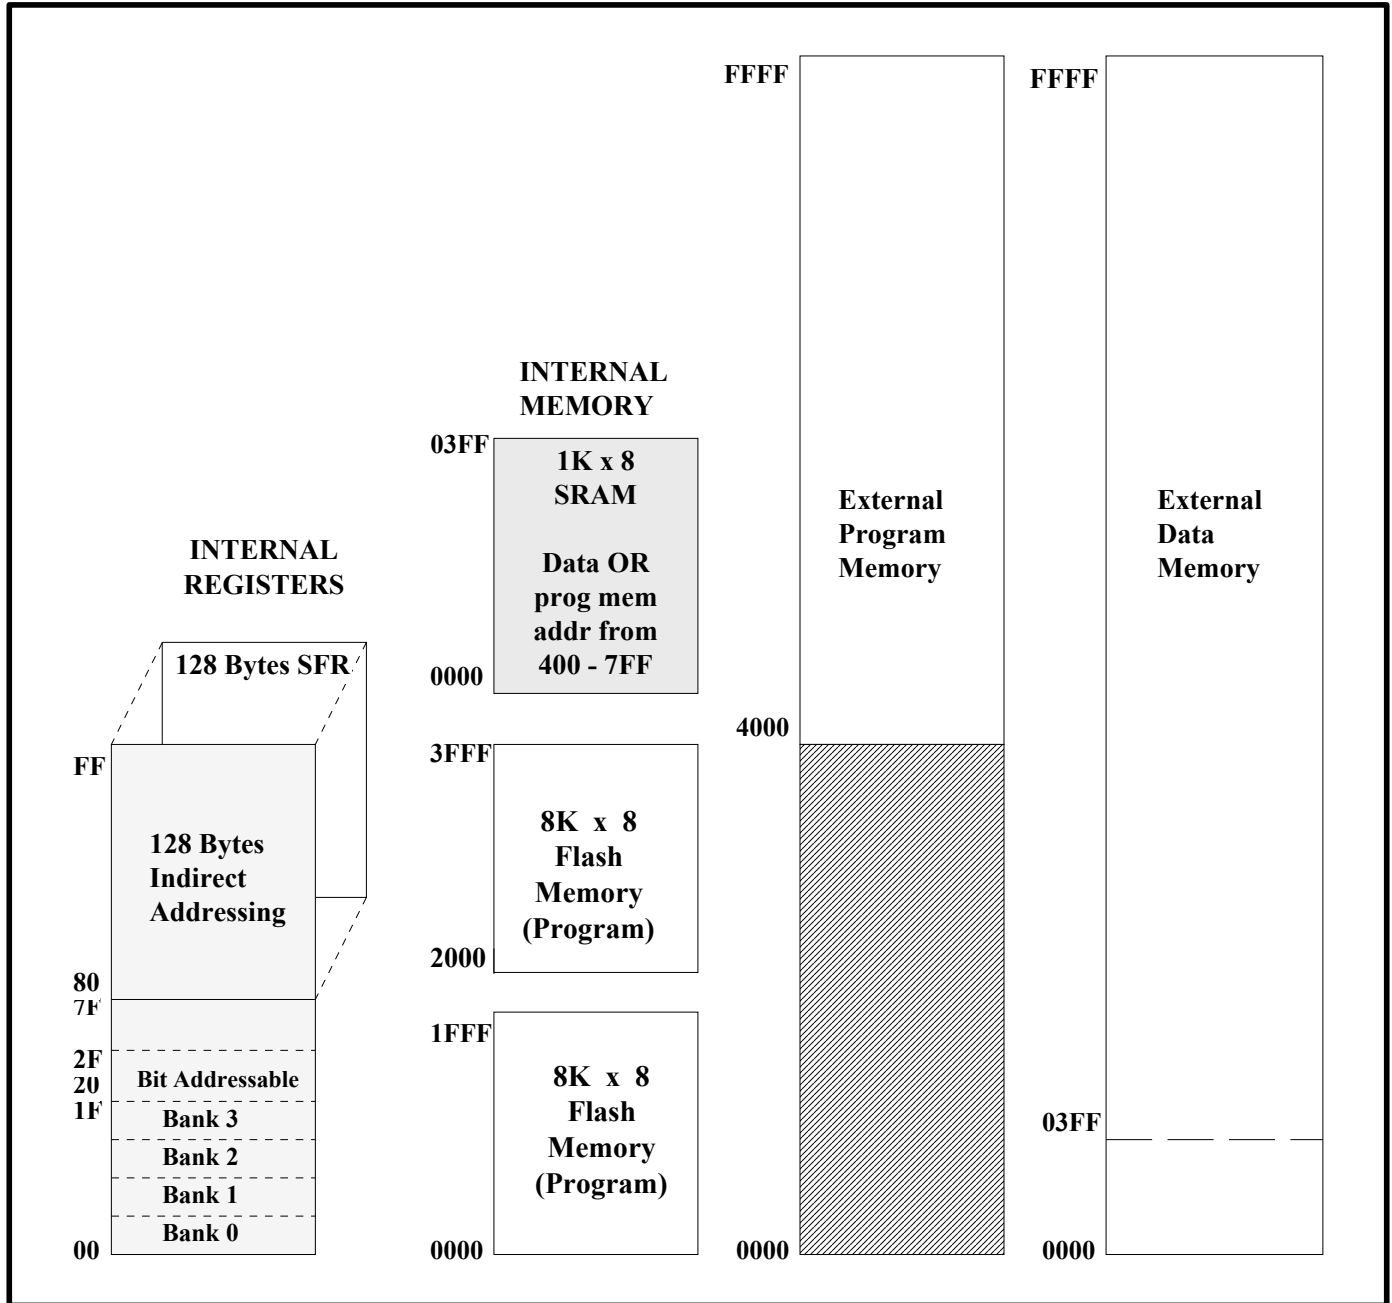 INTERNAL
REGISTERS
128 Bytes SFR
FF
128 Bytes
Indirect
Addressing
80
7F
2F
20
Bit Addressable
1F
Bank 3
Bank 2
Bank 1
Bank 0
00
INTERNAL
MEMORY
03FF
1K x 8
SRAM
Data OR
prog mem
addr from
400 - 7FF
0000
3FFF
8K x 8
Flash
Memory
(Program)
2000
1FFF
8K x 8
Flash
Memory
(Program)
0000
FFFF
External
Program
Memory
4000
0000
FFFF
External
Data
Memory
03FF
0000